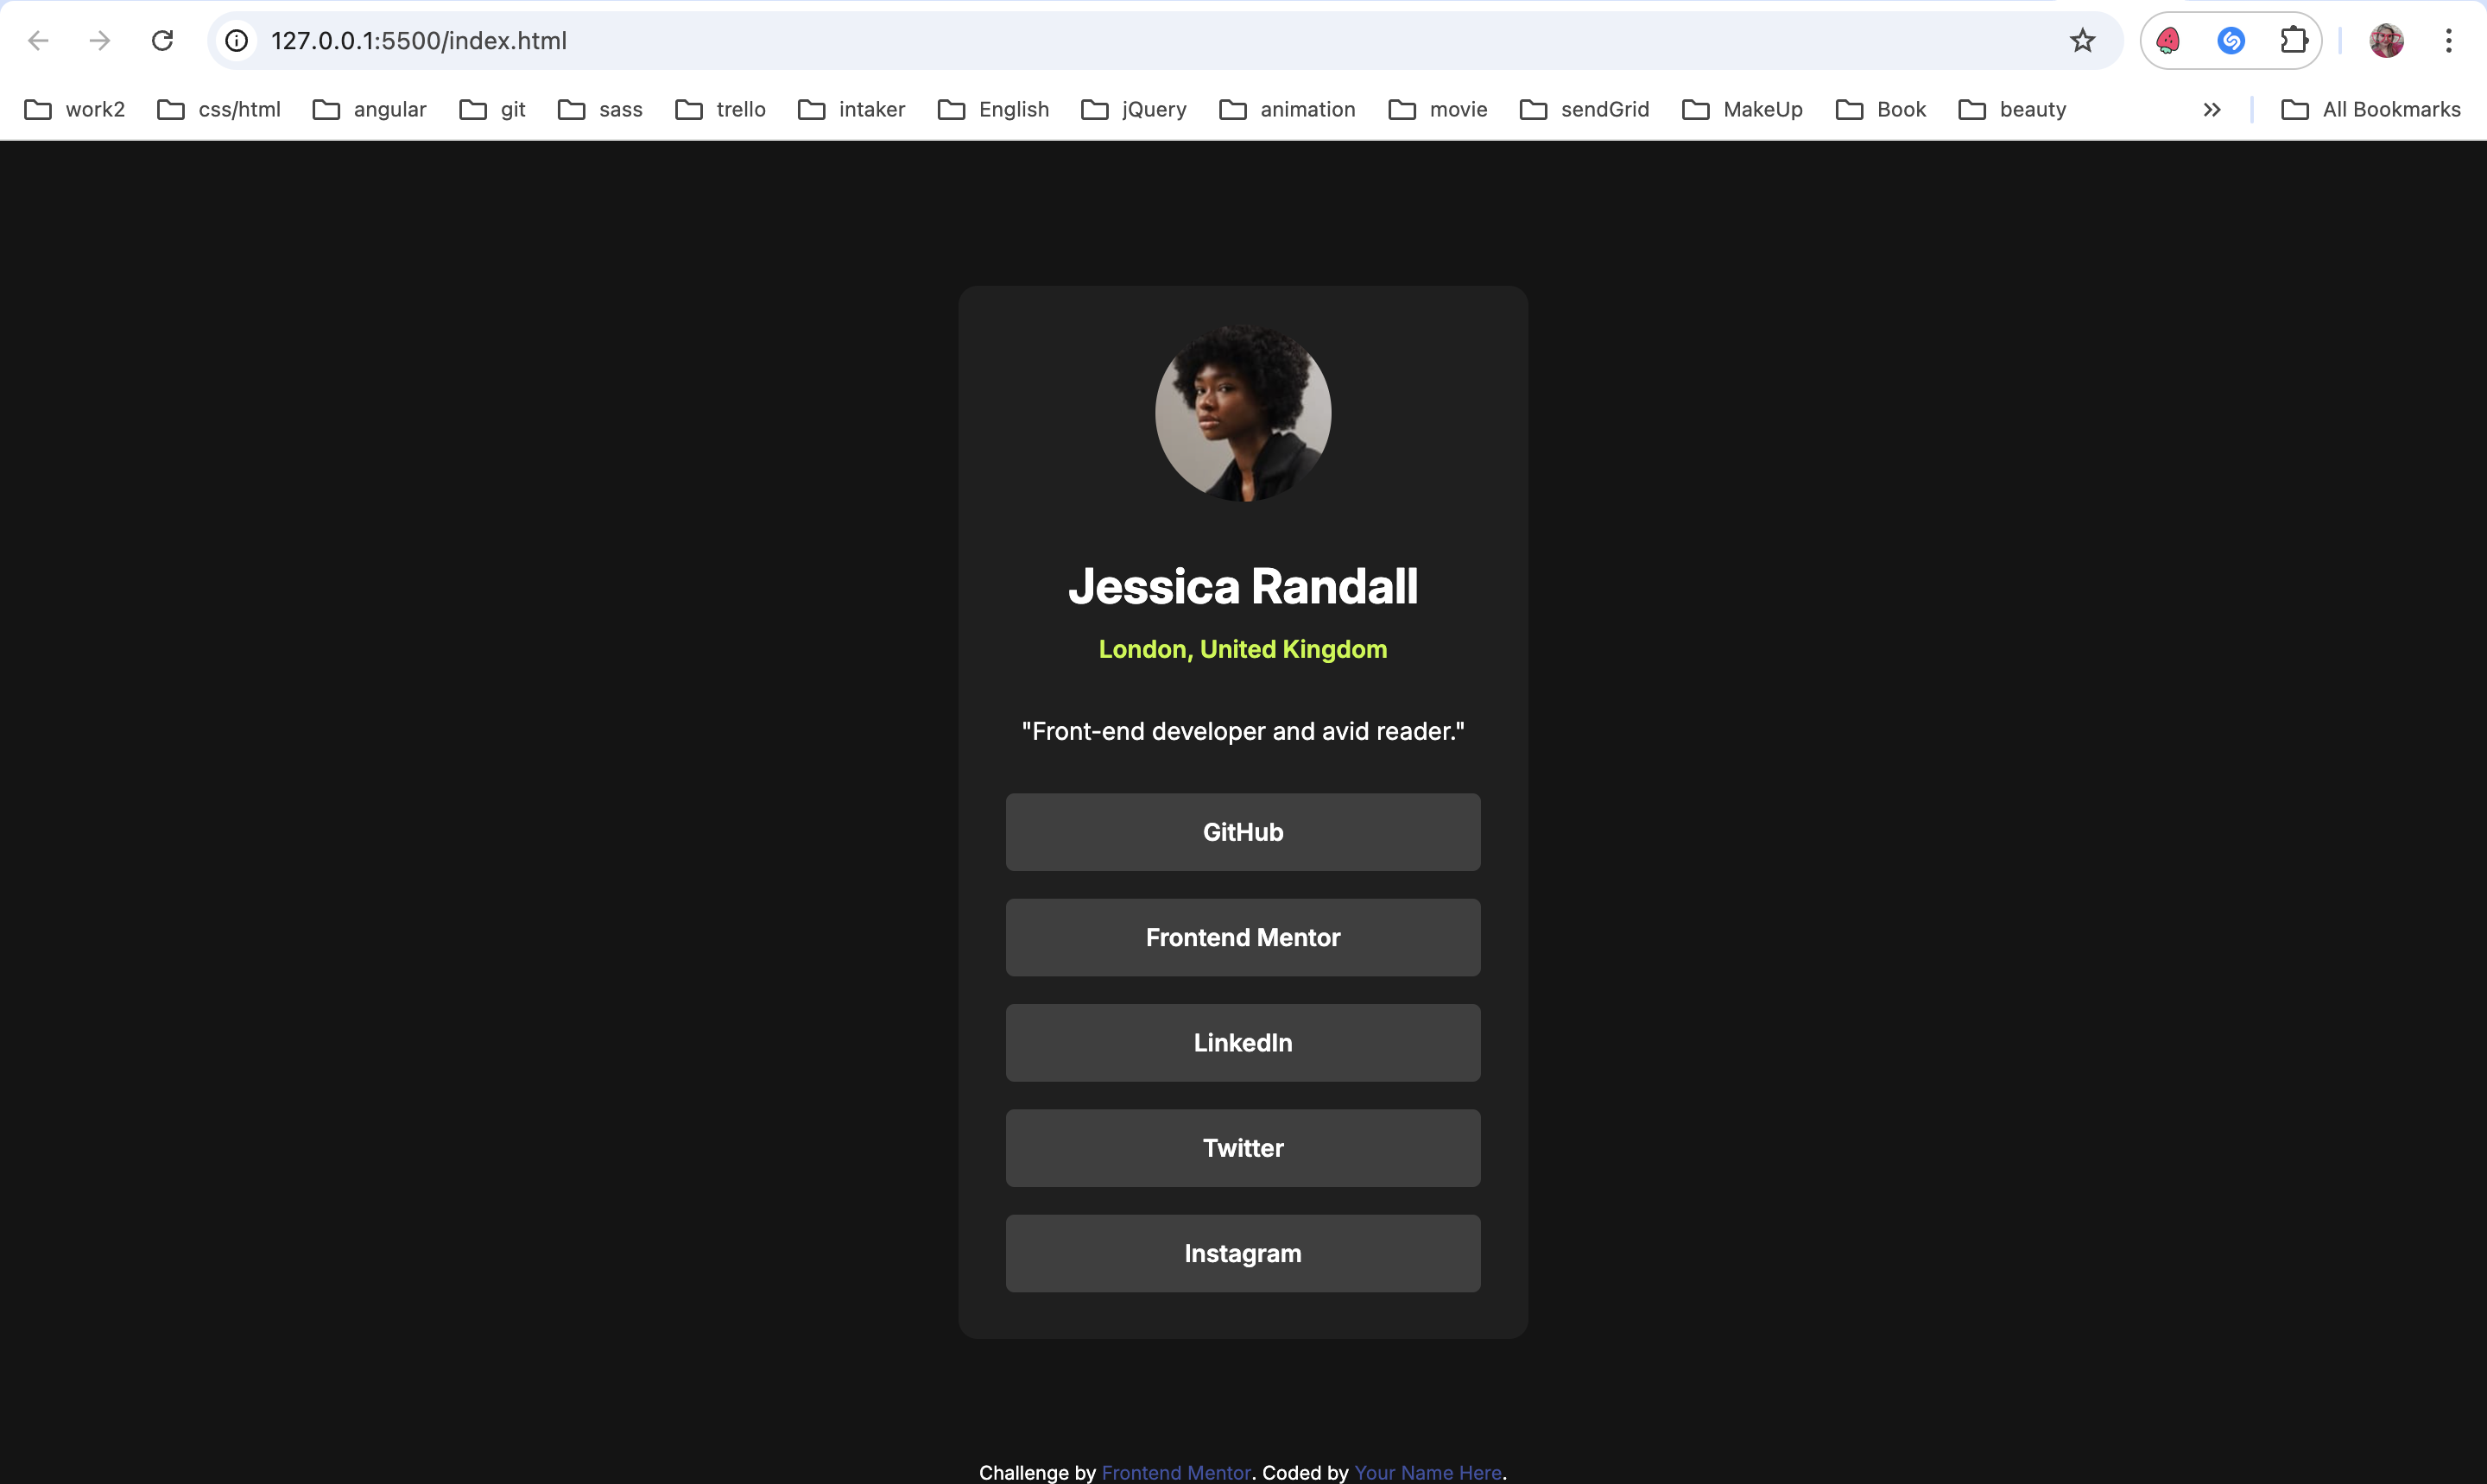 127.0.0.1:5500/index.html
work2 css/html angular git sass trello intaker English jQuery animation movie sendGrid MakeUp Book beauty All Bookmarks
Jessica Randall
London, United Kingdom
"Front-end developer and avid reader."
GitHub
Frontend Mentor
LinkedIn
Twitter
Instagram
Challenge by Frontend Mentor. Coded by Your Name Here.